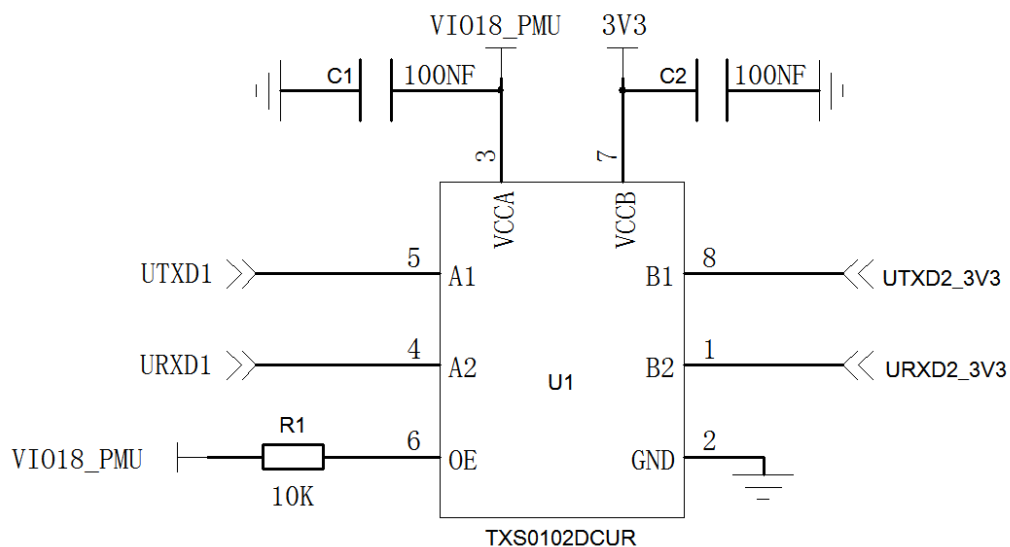 VIO18_PMU 3V3
C1 100NF C2 100NF
3 7
VCCA VCCB
UTXD1 5 A1 B1 8 UTXD2_3V3
URXD1 4 A2 B2 1 URXD2_3V3
U1
R1
VIO18_PMU 6 OE GND 2
10K
TXS0102DCUR